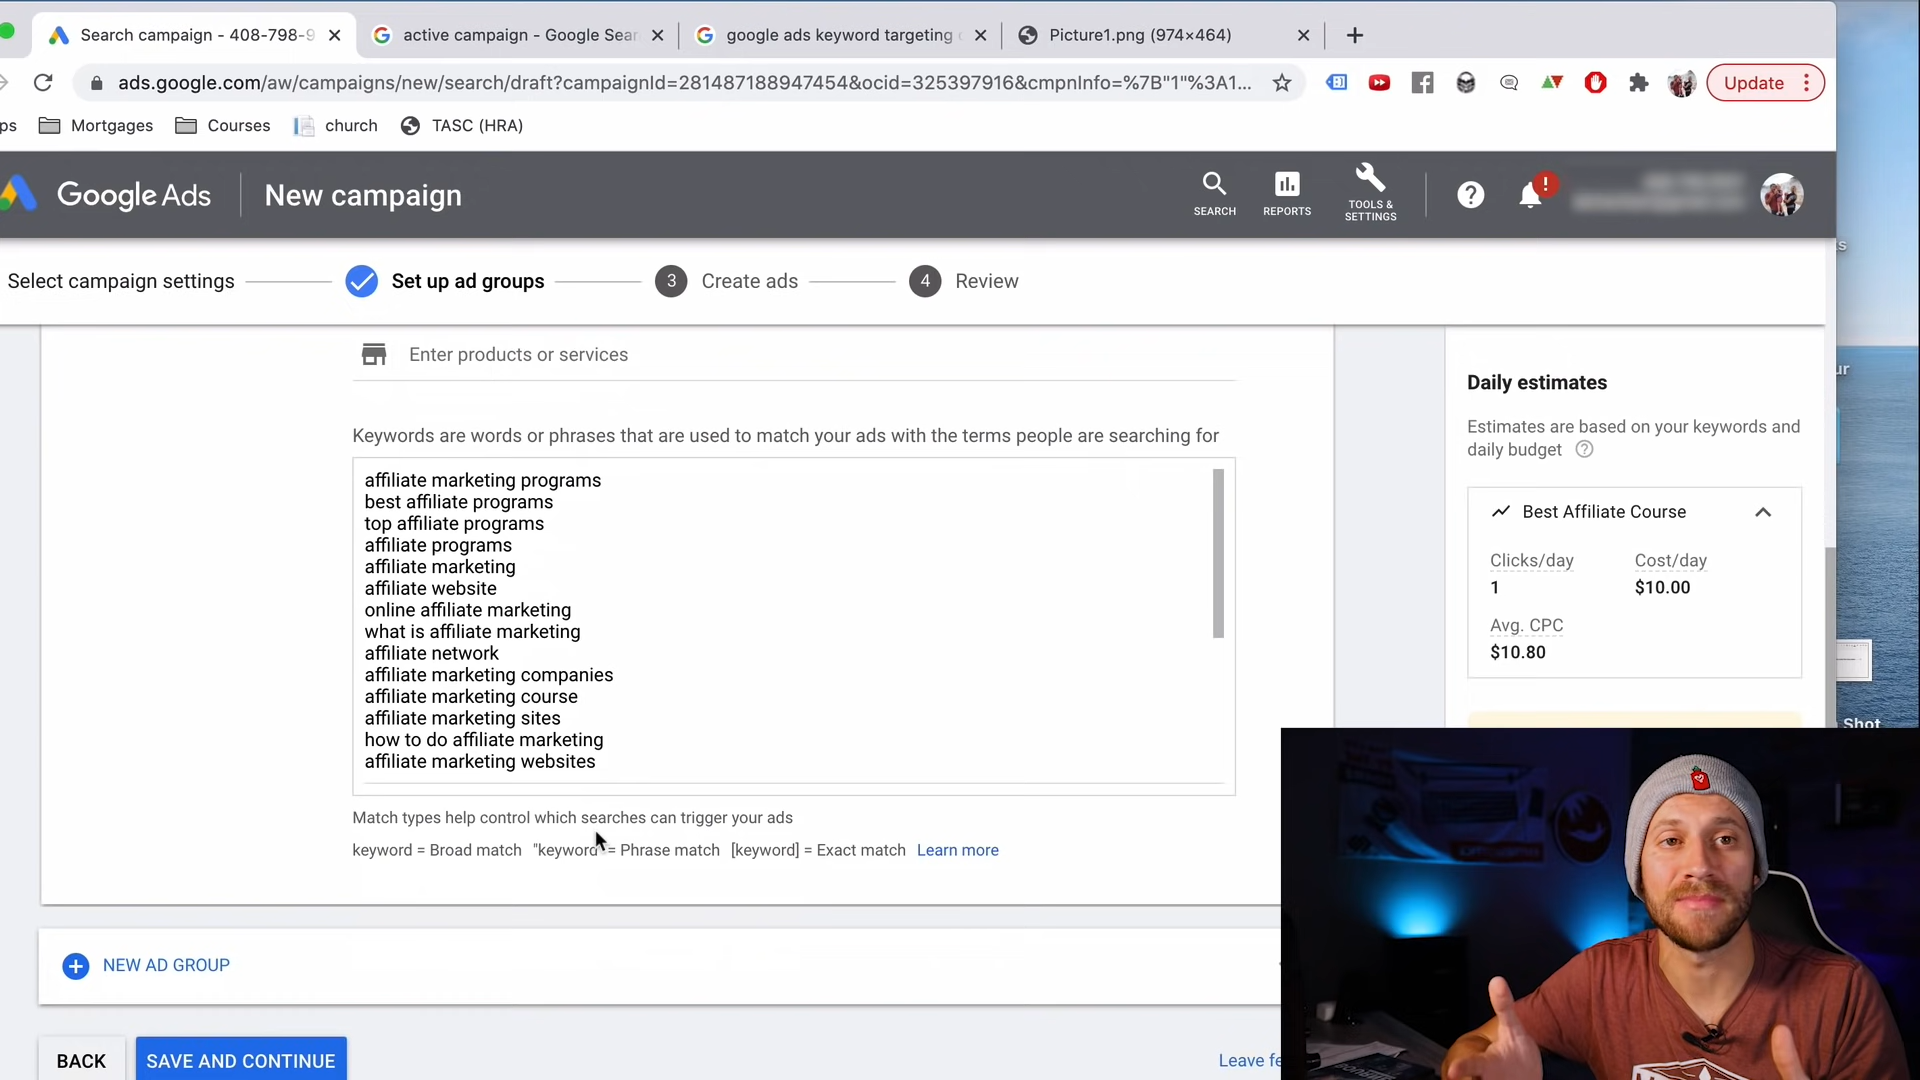 Search campaign - 408-798-9
active campaign - Google Sear
google ads keyword targeting
Picture1.png (974×464)
ads.google.com/aw/campaigns/new/search/draft?campaignId=281487188947454&ocid=325397916&cmpnInfo=%7B"1"%3A1...
Update
ps
Mortgages
Courses
church
TASC (HRA)
Google Ads
New campaign
SEARCH
REPORTS
TOOLS &
SETTINGS
Select campaign settings
Set up ad groups
3
Create ads
4
Review
Enter products or services
Keywords are words or phrases that are used to match your ads with the terms people are searching for
affiliate marketing programs
best affiliate programs
top affiliate programs
affiliate programs
affiliate marketing
affiliate website
online affiliate marketing
what is affiliate marketing
affiliate network
affiliate marketing companies
affiliate marketing course
affiliate marketing sites
how to do affiliate marketing
affiliate marketing websites
Match types help control which searches can trigger your ads
keyword = Broad match "keyword" = Phrase match [keyword] = Exact match Learn more
NEW AD GROUP
BACK
SAVE AND CONTINUE
Leave fe
Daily estimates
Estimates are based on your keywords and
daily budget
Best Affiliate Course
Clicks/day
1
Cost/day
$10.00
Avg. CPC
$10.80
ur
Shot